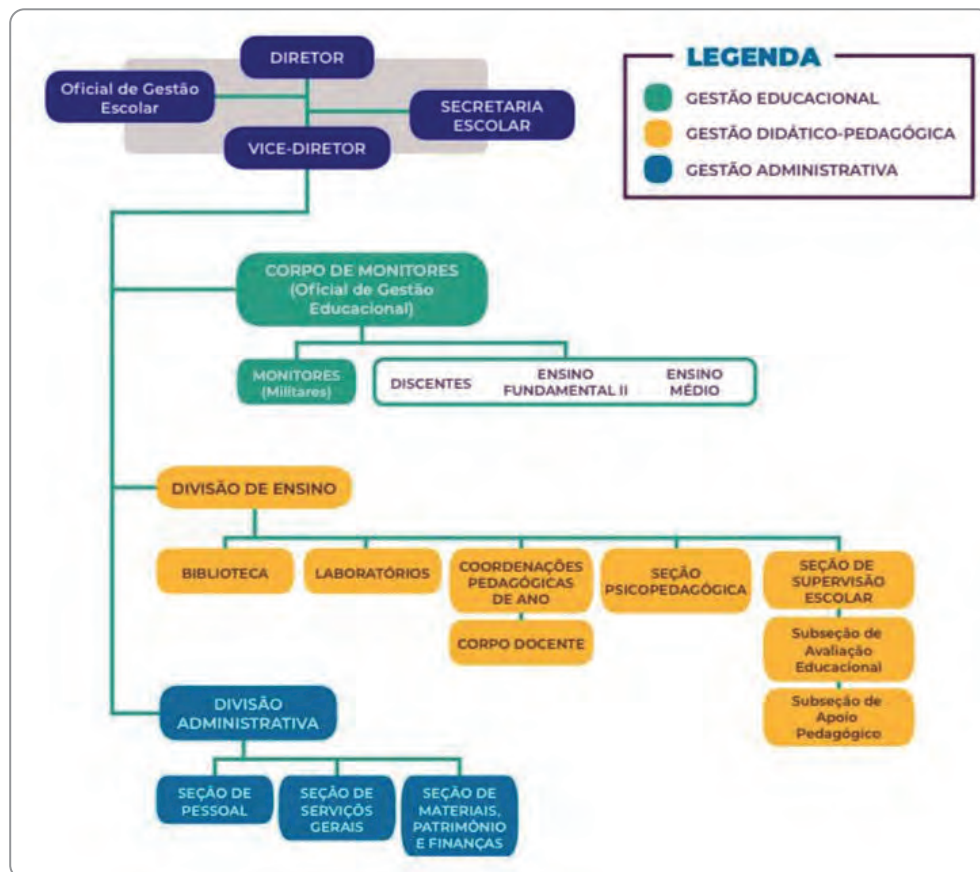 DIRETOR
Oficial de Gestão
Escolar
SECRETARIA
ESCOLAR
VICE-DIRETOR
LEGENDA
GESTÃO EDUCACIONAL
GESTÃO DIDÁTICO-PEDAGÓGICA
GESTÃO ADMINISTRATIVA
CORPO DE MONITORES
(Oficial de Gestão
Educacional)
MONITORES
(Militares)
DISCENTES
ENSINO
FUNDAMENTAL II
ENSINO
MÉDIO
DIVISÃO DE ENSINO
BIBLIOTECA
LABORATÓRIOS
COORDENAÇÕES
PEDAGÓGICAS
DE ANO
CORPO DOCENTE
SEÇÃO
PSICOPEDAGÓGICA
SEÇÃO DE
SUPERVISÃO
ESCOLAR
Subseção de
Avaliação
Educacional
Subseção de
Apoio
Pedagógico
DIVISÃO
ADMINISTRATIVA
SEÇÃO DE
PESSOAL
SEÇÃO DE
SERVIÇÕS
GERAIS
SEÇÃO DE
MATERIAIS,
PATRIMÔNIO
E FINANÇAS